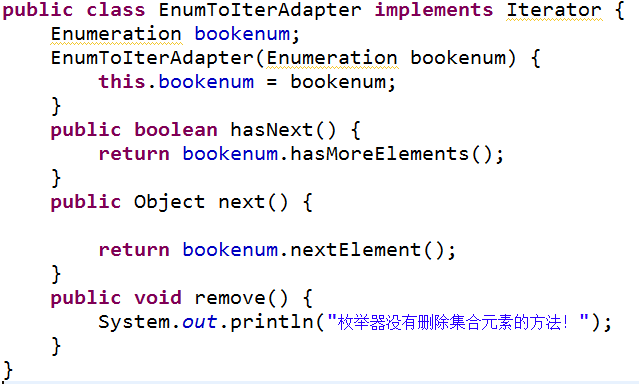 public class EnumToIterAdapter implements Iterator {
    Enumeration bookenum;
    EnumToIterAdapter(Enumeration bookenum) {
        this.bookenum = bookenum;
    }
    public boolean hasNext() {
        return bookenum.hasMoreElements();
    }
    public Object next() {

        return bookenum.nextElement();
    }
    public void remove() {
        System.out.println("枚举器没有删除集合元素的方法！");
    }
}